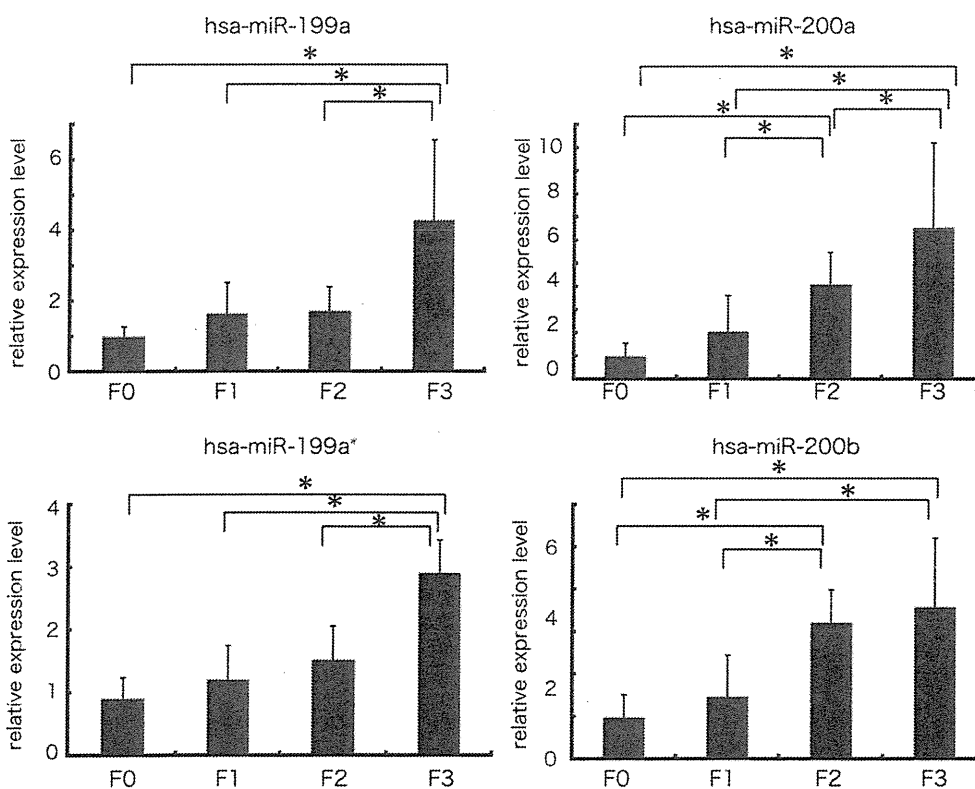 hsa-miR-199a
*
*
*
relative expression level
6
4
2
0
F0 F1 F2 F3
hsa-miR-200a
*
*
*
*
*
relative expression level
10
8
6
4
2
0
F0 F1 F2 F3
hsa-miR-199a*
*
*
*
relative expression level
4
3
2
1
0
F0 F1 F2 F3
hsa-miR-200b
*
*
*
*
relative expression level
6
4
2
0
F0 F1 F2 F3